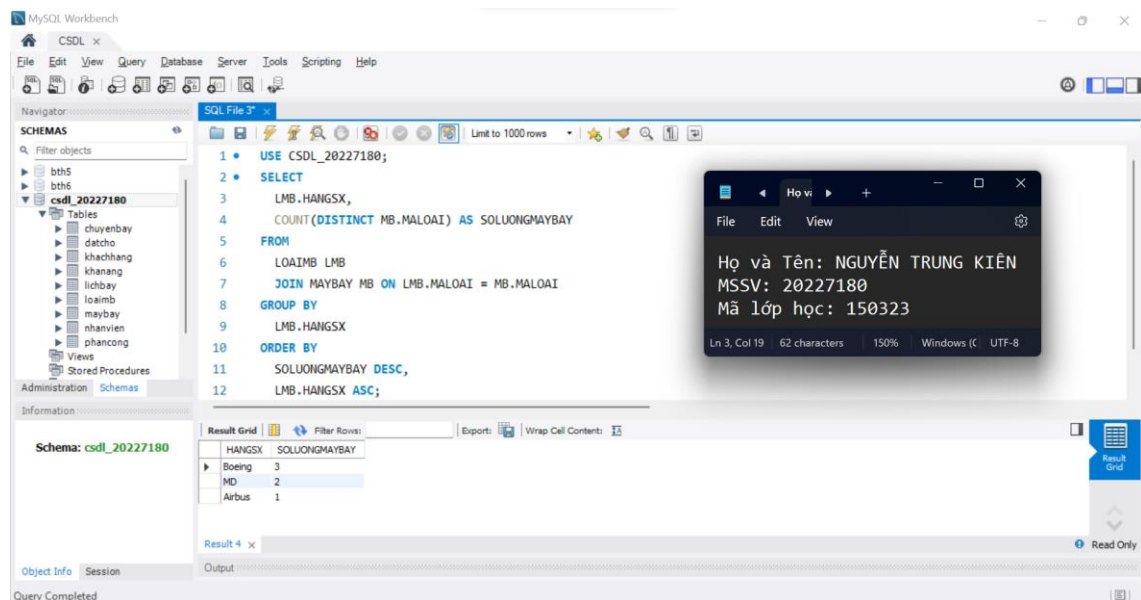 MySQL Workbench
CSDL
File Edit View Query Database Server Tools Scripting Help
Navigator
SCHEMAS
Filter objects
bth5
bth6
csdl_20227180
Tables
chuyenbay
datcho
khachhang
khanang
lichbay
loaimb
maybay
nhanvien
phancong
Views
Stored Procedures
Administration Schemas
Information
Schema: csdl_20227180
Object Info Session
Query Completed
SQL File 3*
Limit to 1000 rows
1 USE CSDL_20227180;
2 SELECT
3 LMB.HANGSX,
4 COUNT(DISTINCT MB.MALOAI) AS SOLUONGMAYBAY
5 FROM
6 LOAIMB LMB
7 JOIN MAYBAY MB ON LMB.MALOAI = MB.MALOAI
8 GROUP BY
9 LMB.HANGSX
10 ORDER BY
11 SOLUONGMAYBAY DESC,
12 LMB.HANGSX ASC;
Họ và
File Edit View
Họ và Tên: NGUYỄN TRUNG KIÊN
MSSV: 20227180
Mã lớp học: 150323
Ln 3, Col 19 62 characters 150% Windows (C UTF-8
Result Grid Filter Rows: Export: Wrap Cell Content:
HANGSX SOLUONGMAYBAY
Boeing 3
MD 2
Airbus 1
Result Grid
Result 4 Read Only
Output